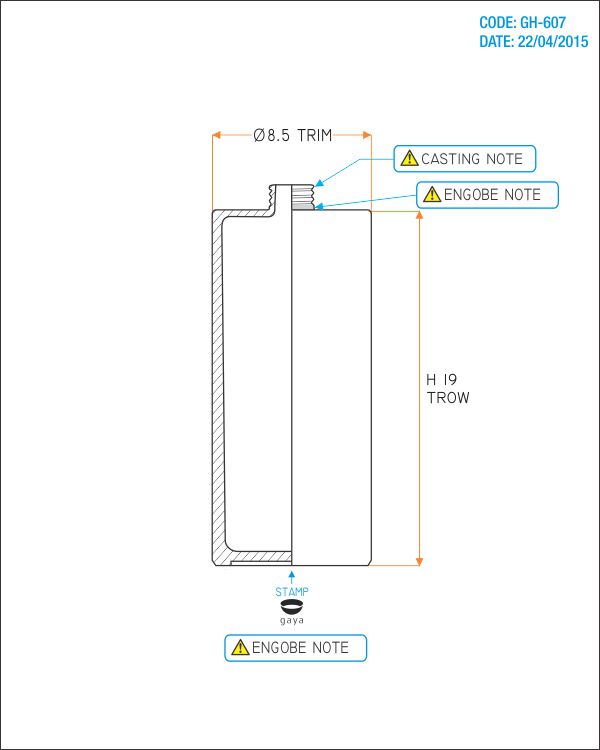 CODE: GH-607
DATE: 22/04/2015
Ø8.5 TRIM
CASTING NOTE
ENGOBE NOTE
H 19
TROW
STAMP
gaya
ENGOBE NOTE